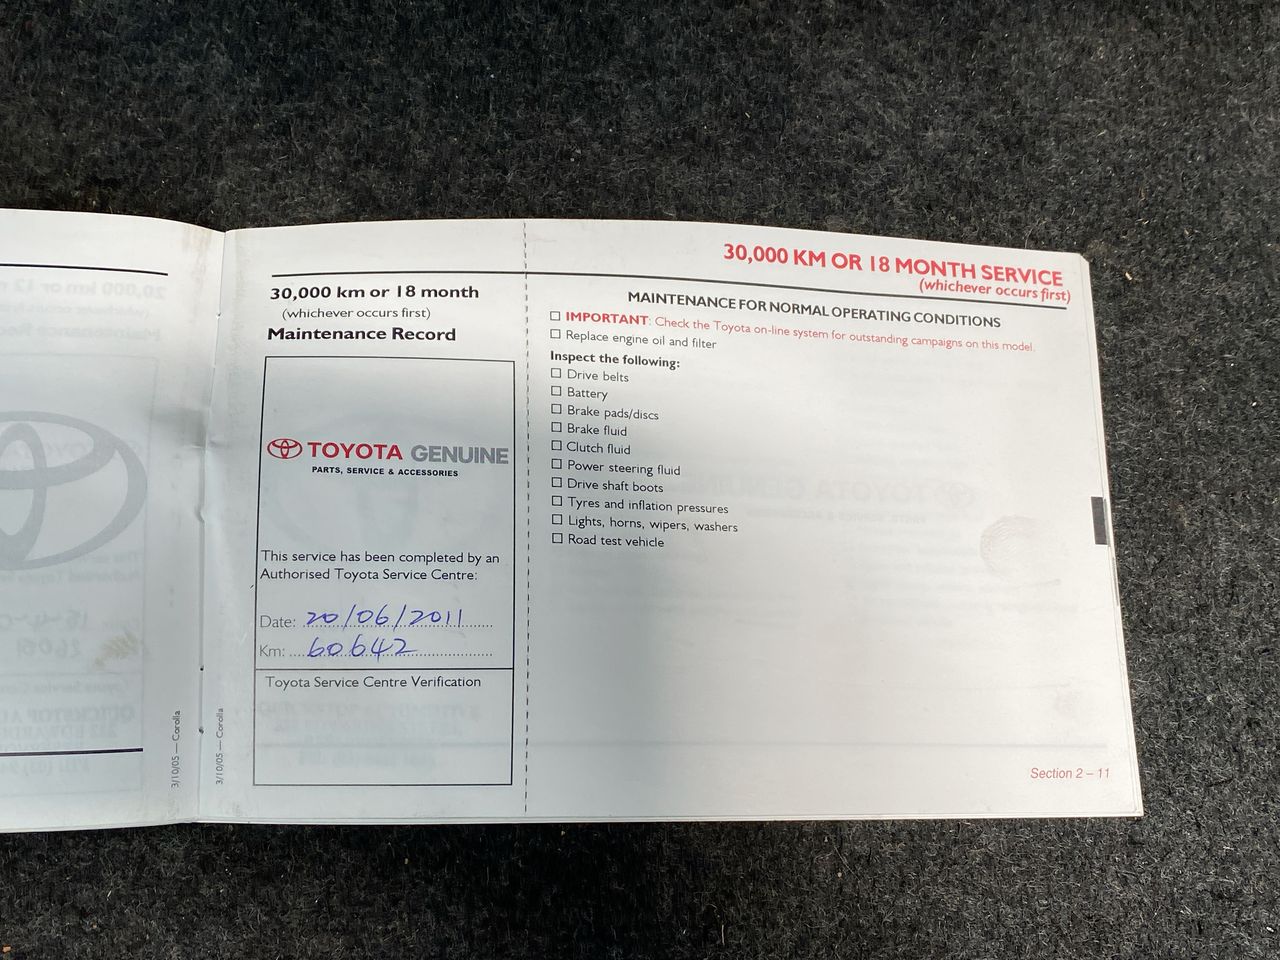 30,000 km or 18 month
(whichever occurs first)
Maintenance Record
TOYOTA GENUINE
PARTS, SERVICE & ACCESSORIES
This service has been completed by an
Authorised Toyota Service Centre:
Date: 20/06/2011
Km: 60642
Toyota Service Centre Verification
3/10/05 — Corolla
3/10/05 — Corolla
30,000 KM OR 18 MONTH SERVICE
(whichever occurs first)
MAINTENANCE FOR NORMAL OPERATING CONDITIONS
IMPORTANT: Check the Toyota on-line system for outstanding campaigns on this model.
Replace engine oil and filter
Inspect the following:
Drive belts
Battery
Brake pads/discs
Brake fluid
Clutch fluid
Power steering fluid
Drive shaft boots
Tyres and inflation pressures
Lights, horns, wipers, washers
Road test vehicle
Section 2 – 11